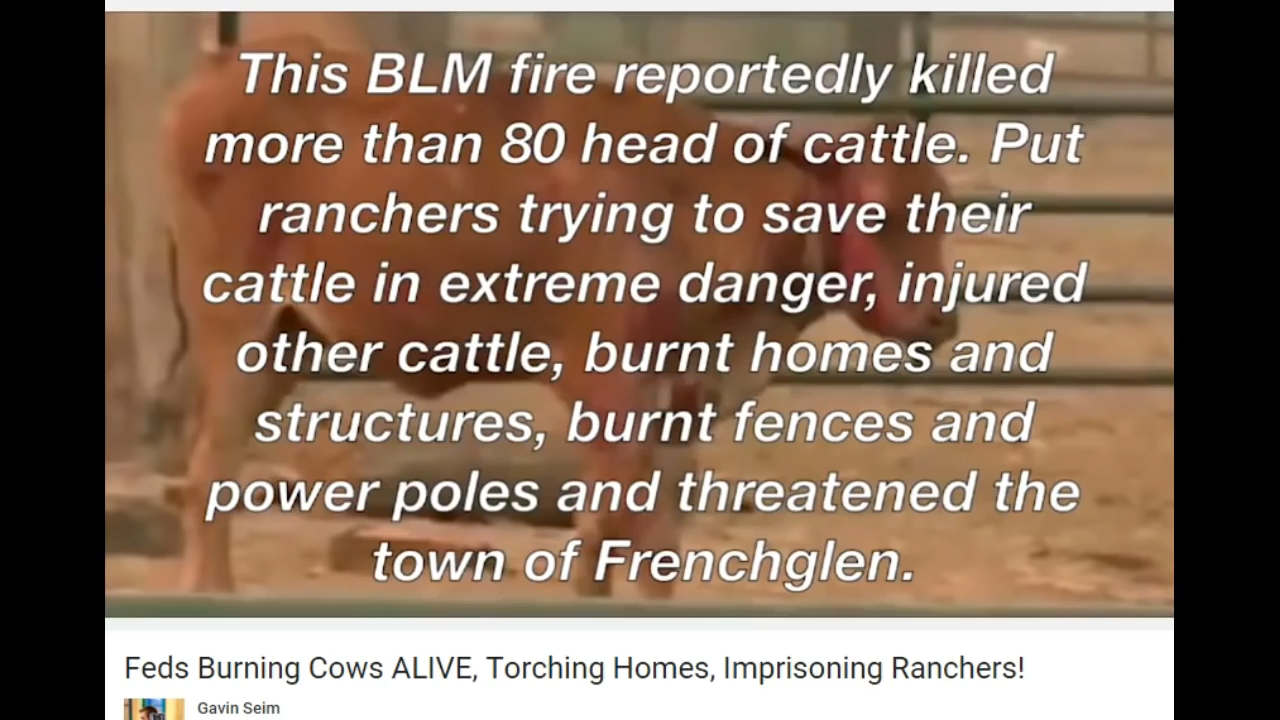 This BLM fire reportedly killed
more than 80 head of cattle. Put
ranchers trying to save their
cattle in extreme danger, injured
other cattle, burnt homes and
structures, burnt fences and
power poles and threatened the
town of Frenchglen.
Feds Burning Cows ALIVE, Torching Homes, Imprisoning Ranchers!
Gavin Seim